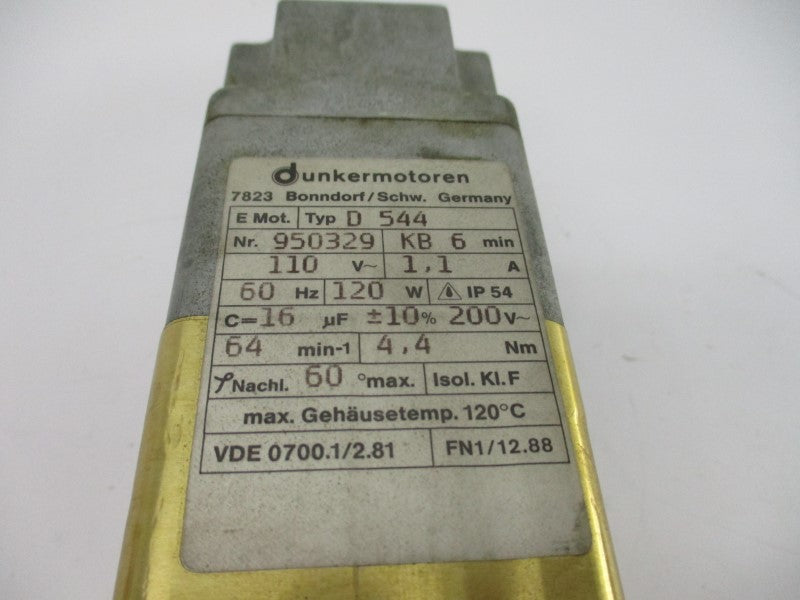 dunkermotoren
7823 Bonndorf/Schw. Germany
E Mot. Typ D 544
Nr. 950329 KB 6 min
110 V~ 1,1 A
60 Hz 120 W IP 54
C=16 µF ±10% 200V~
64 min-1 4,4 Nm
Nachl. 60 °max. Isol. Kl. F
max. Gehäusetemp. 120°C
VDE 0700.1/2.81 FN1/12.88